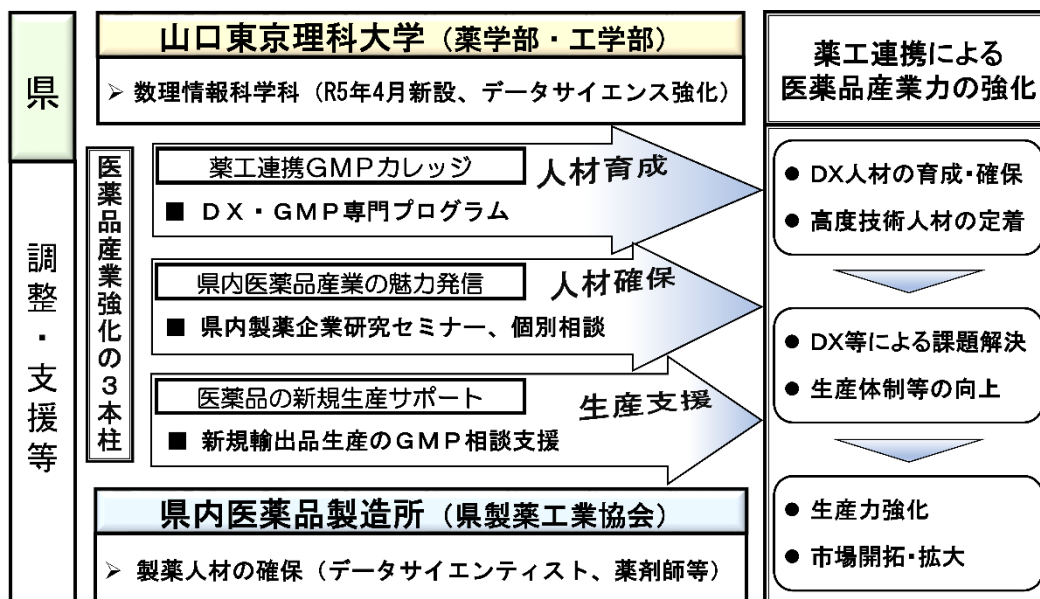 県
調整・支援等
山口東京理科大学（薬学部・工学部）
➢ 数理情報科学科（R5年4月新設、データサイエンス強化）
医薬品産業強化の３本柱
薬工連携ＧＭＰカレッジ
人材育成
■ ＤＸ・ＧＭＰ専門プログラム
県内医薬品産業の魅力発信
人材確保
■ 県内製薬企業研究セミナー、個別相談
医薬品の新規生産サポート
生産支援
■ 新規輸出品生産のＧＭＰ相談支援
県内医薬品製造所（県製薬工業協会）
➢ 製薬人材の確保（データサイエンティスト、薬剤師等）
薬工連携による
医薬品産業力の強化
● DX人材の育成・確保
● 高度技術人材の定着
● DX等による課題解決
● 生産体制等の向上
● 生産力強化
● 市場開拓・拡大